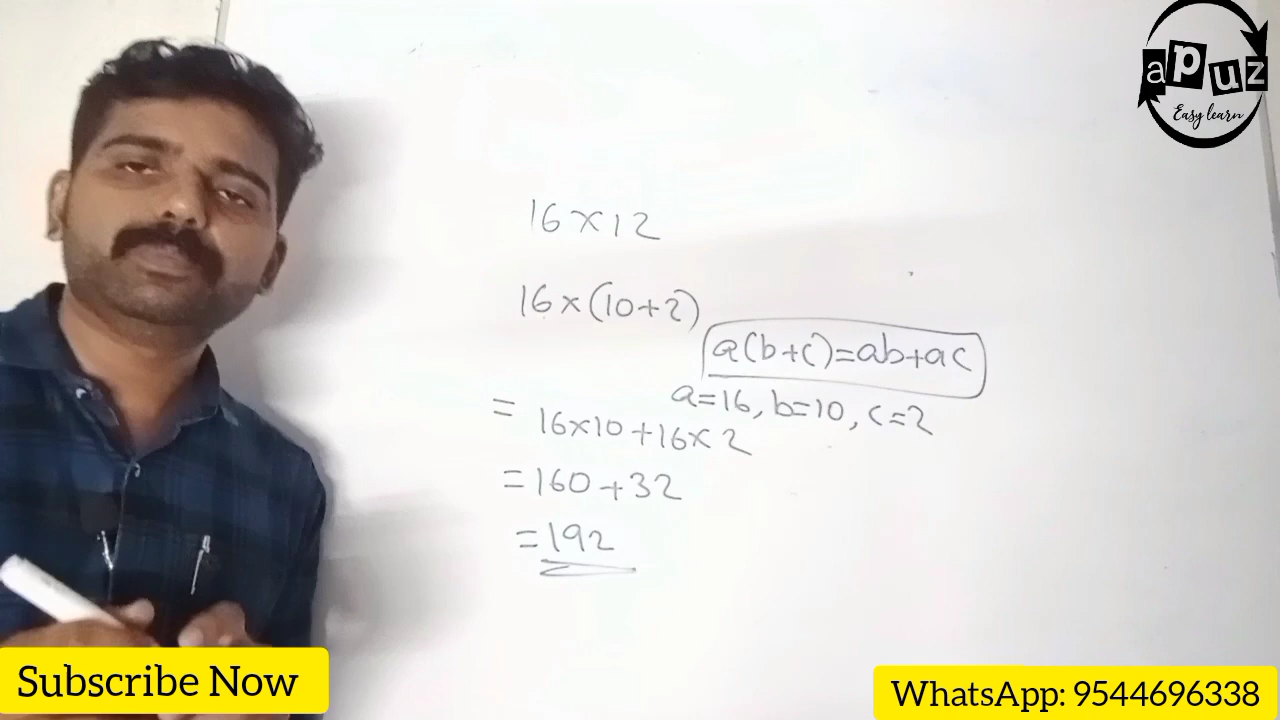 apuz
Easy learn
16×12
16×(10+2)
a(b+c)=ab+ac
a=16, b=10, c=2
= 16×10+16×2
=160+32
=192
Subscribe Now
WhatsApp: 9544696338